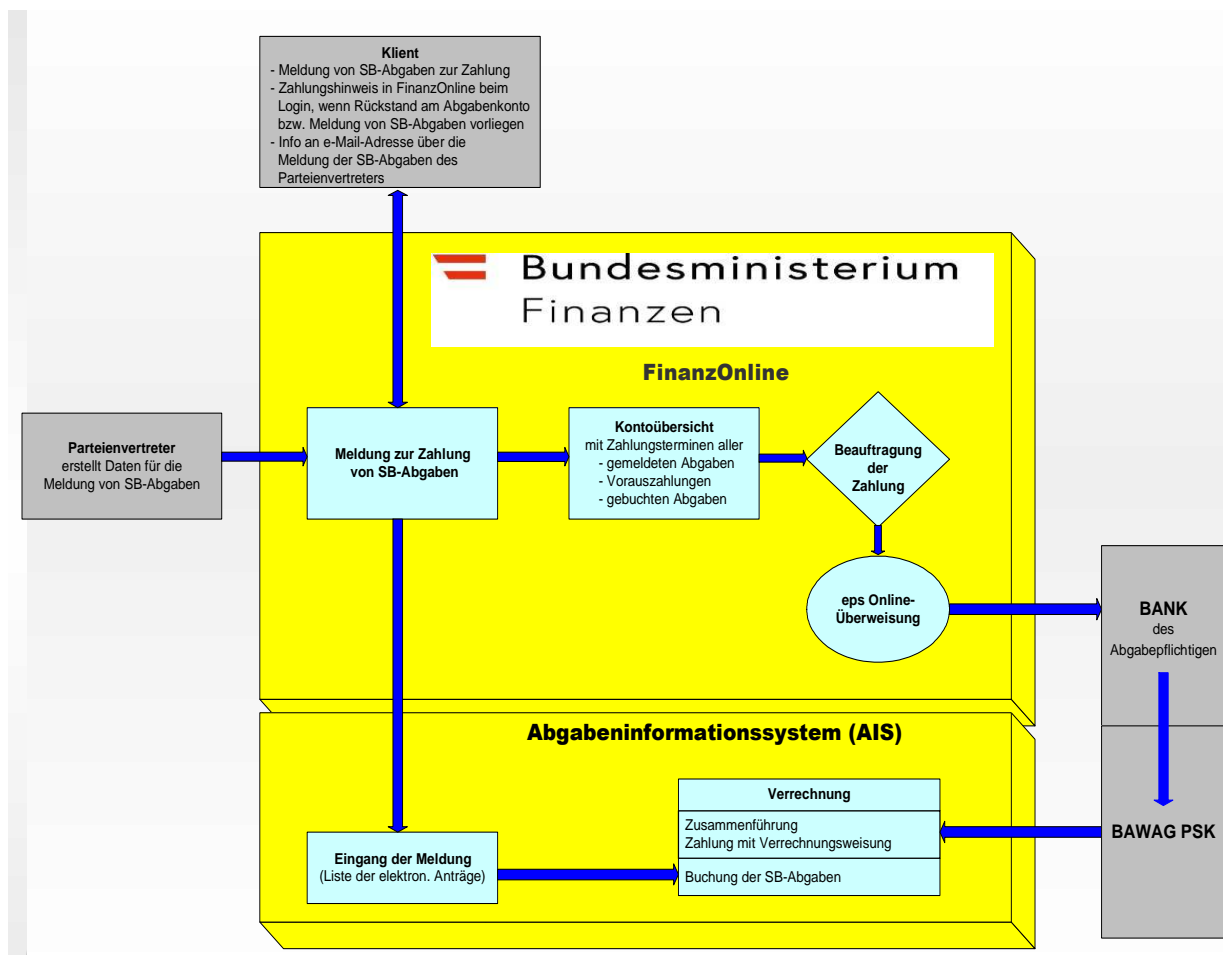 Klient
- Meldung von SB-Abgaben zur Zahlung
- Zahlungshinweis in FinanzOnline beim
Login, wenn Rückstand am Abgabenkonto
bzw. Meldung von SB-Abgaben vorliegen
- Info an e-Mail-Adresse über die
Meldung der SB-Abgaben des
Parteienvertreters
Bundesministerium
Finanzen
FinanzOnline
Parteienvertreter
erstellt Daten für die
Meldung von SB-Abgaben
Meldung zur Zahlung
von SB-Abgaben
Kontoübersicht
mit Zahlungsterminen aller
- gemeldeten Abgaben
- Vorauszahlungen
- gebuchten Abgaben
Beauftragung
der
Zahlung
eps Online-
Überweisung
BANK
des
Abgabepflichtigen
Abgabeninformationssystem (AIS)
Verrechnung
Zusammenführung
Zahlung mit Verrechnungsweisung
Buchung der SB-Abgaben
BAWAG PSK
Eingang der Meldung
(Liste der elektron. Anträge)